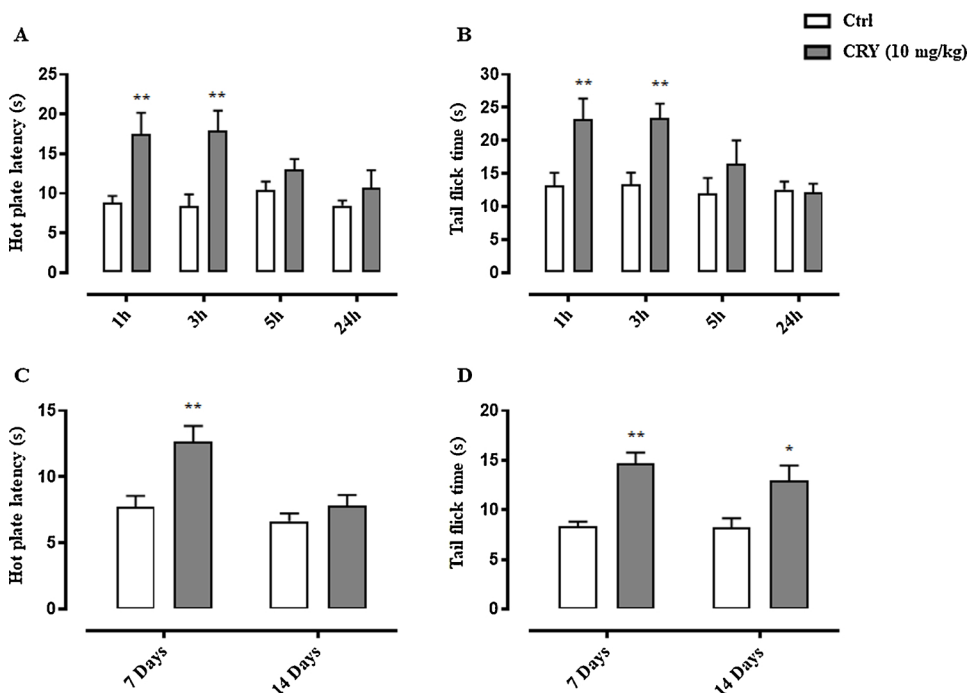 Ctrl
CRY (10 mg/kg)
A
Hot plate latency (s)
25
20
15
10
5
0
**
**
1h
3h
5h
24h
B
Tail flick time (s)
30
25
20
15
10
5
0
**
**
1h
3h
5h
24h
C
Hot plate latency (s)
15
10
5
0
**
7 Days
14 Days
D
Tail flick time (s)
20
15
10
5
0
**
*
7 Days
14 Days